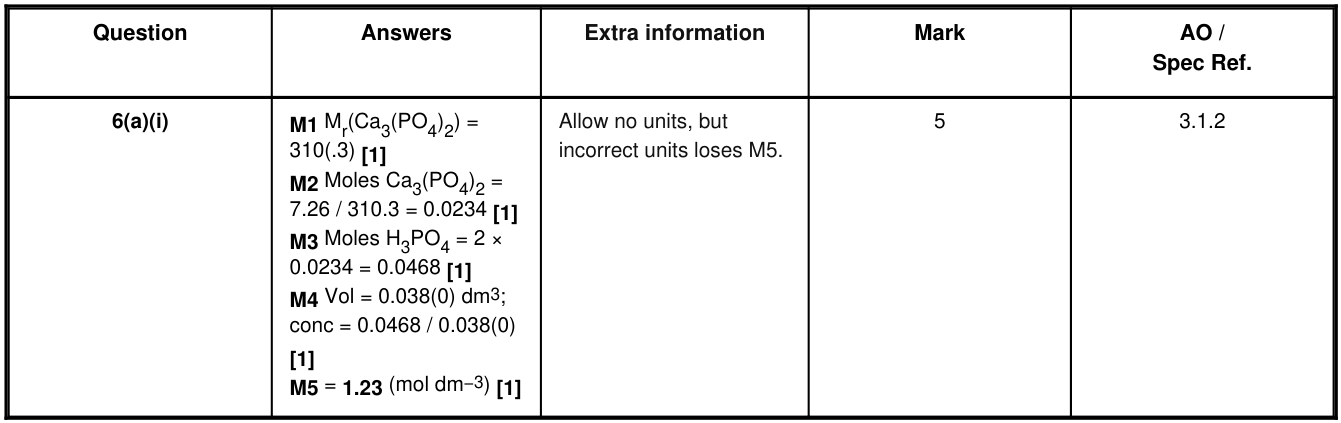 Question Answers Extra information Mark AO /
Spec Ref.
6(a)(i)
M1 Mr(Ca3(PO4)2) =
310(.3) [1]
M2 Moles Ca3(PO4)2 =
7.26 / 310.3 = 0.0234 [1]
M3 Moles H3PO4 = 2 ×
0.0234 = 0.0468 [1]
M4 Vol = 0.038(0) dm3;
conc = 0.0468 / 0.038(0)
[1]
M5 = 1.23 (mol dm−3) [1]
Allow no units, but
incorrect units loses M5.
5
3.1.2